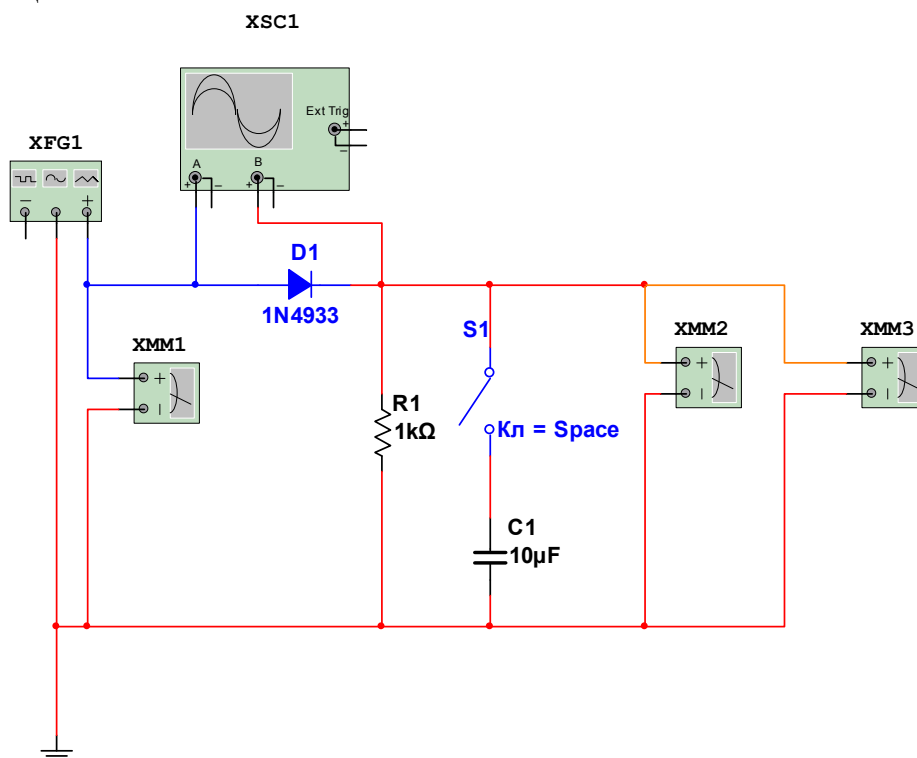 XSC1
Ext Trig
+
−
A
B
+ −
+ −
XFG1
− +
D1
1N4933
S1
XMM1
+
−
XMM2
+
−
XMM3
+
−
R1
1kΩ
Кл = Space
C1
10µF